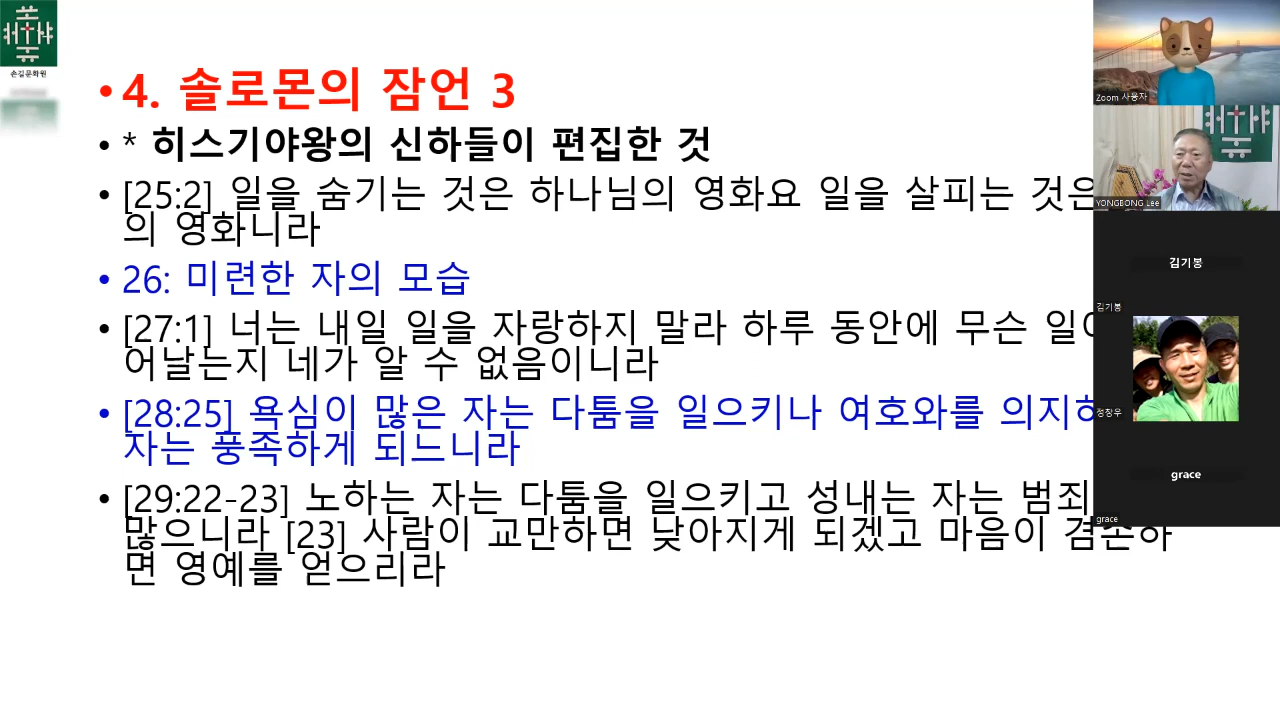 손길문화원
• 4. 솔로몬의 잠언 3
• * 히스기야왕의 신하들이 편집한 것
• [25:2] 일을 숨기는 것은 하나님의 영화요 일을 살피는 것은
의 영화니라
• 26: 미련한 자의 모습
• [27:1] 너는 내일 일을 자랑하지 말라 하루 동안에 무슨
어날는지 네가 알 수 없음이니라
• [28:25] 욕심이 많은 자는 다툼을 일으키나 여호와를
자는 풍족하게 되느니라
• [29:22-23] 노하는 자는 다툼을 일으키고 성내는 자는 범죄
많으니라 [23] 사람이 교만하면 낮아지게 되겠고 마음이 겸손하
면 영예를 얻으리라
Zoom 사용자
YONGBONG Lee
김기봉
김기봉
정창우
grace
grace